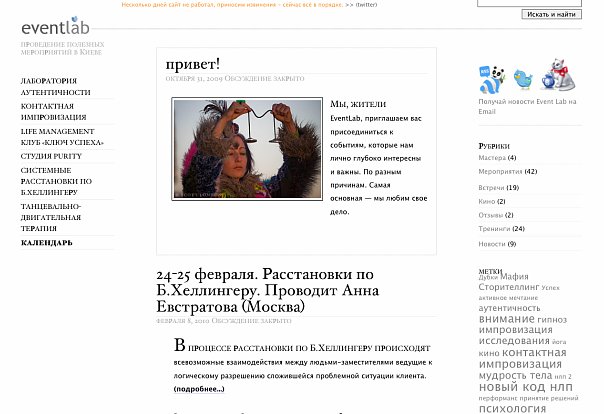 Несколько дней сайт не работал, приносим извинения - сейчас всё в порядке. >> (twitter)
Искать и найти
eventlab
проведение полезных
мероприятий в Киеве
Лаборатория
аутентичности
Контактная
импровизация
Life Management
клуб «Ключ успеха»
Студия Purity
Системные
расстановки по
Б.Хеллингеру
Танцевально-
двигательная
терапия
Календарь
привет!
октября 31, 2009 Обсуждение закрыто
Мы, жители
EventLab, приглашаем вас
присоединиться к
событиям, которые нам
лично глубоко интересны
и важны. По разным
причинам. Самая
основная — мы любим свое
дело.
24-25 февраля. Расстановки по
Б.Хеллингеру. Проводит Анна
Евстратова (Москва)
февраля 8, 2010 Обсуждение закрыто
В процессе расстановки по Б.Хеллингеру происходят
всевозможные взаимодействия между людьми-заместителями ведущие к
логическому разрешению сложившейся проблемной ситуации клиента.
(подробнее...)
Получай новости Event Lab на
Email
Рубрики
Мастера (4)
Мероприятия (42)
Встречи (19)
Кино (2)
Отзывы (2)
Тренинги (24)
Новости (9)
метки
Дубки Мафия
Сторителлинг Успех
активное мечтание
аутентичность
внимание гипноз
импровизация
исследования йога
кино контактная
импровизация
мудрость тела нлп 2
новый код нлп
перформанс принятие решений
психология